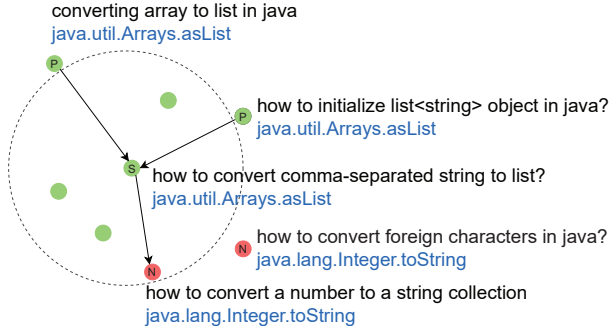 converting array to list in java
java.util.Arrays.asList
P
P
how to initialize list<string> object in java?
java.util.Arrays.asList
S
how to convert comma-separated string to list?
java.util.Arrays.asList
N
how to convert foreign characters in java?
java.lang.Integer.toString
N
how to convert a number to a string collection
java.lang.Integer.toString